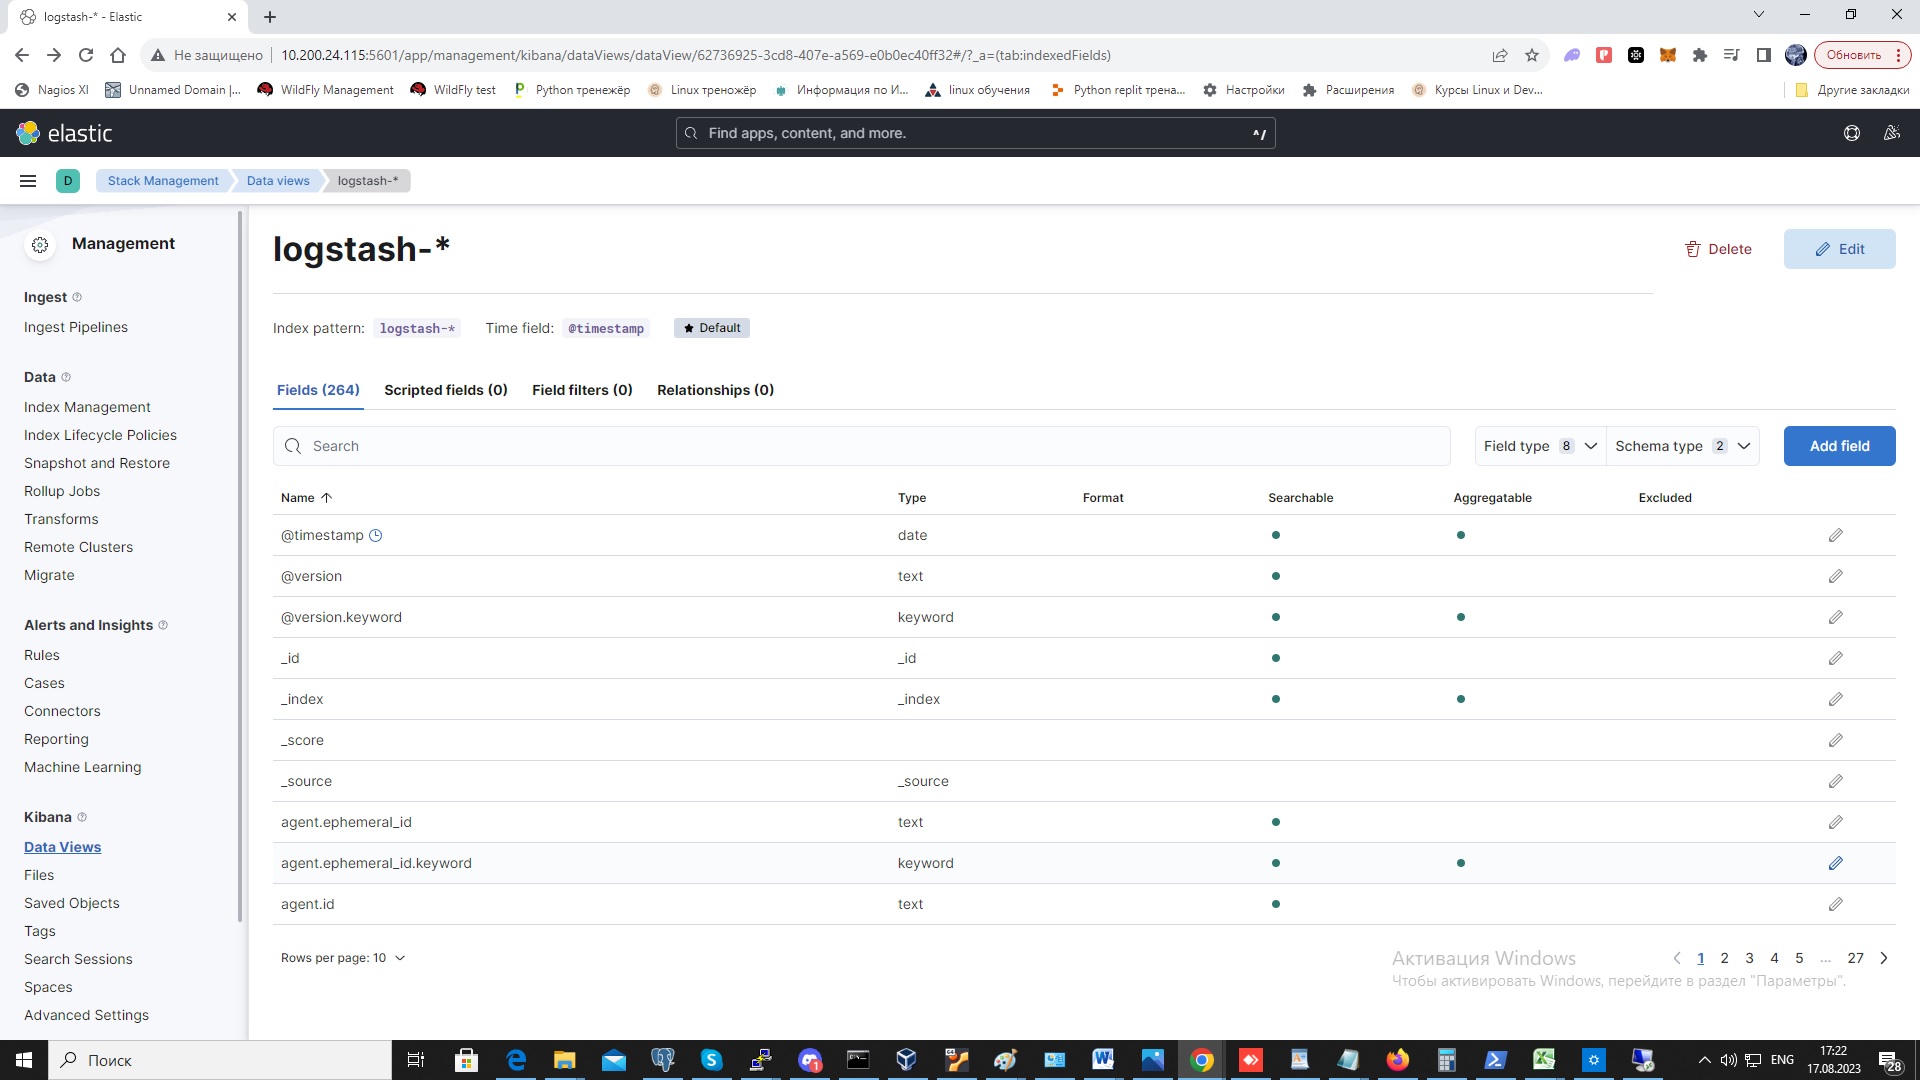 logstash-* - Elastic
Не защищено
10.200.24.115:5601/app/management/kibana/dataViews/dataView/62736925-3cd8-407e-a569-e0b0ec40ff32#/?_a=(tab:indexedFields)
Обновить
Nagios XI
Unnamed Domain |...
WildFly Management
WildFly test
Python тренежёр
Linux треножёр
Информация по И...
linux обучения
Python replit трена...
Настройки
Расширения
Курсы Linux и Dev...
Другие закладки
elastic
Find apps, content, and more.
^/
D
Stack Management
Data views
logstash-*
Management
Ingest
Ingest Pipelines
Data
Index Management
Index Lifecycle Policies
Snapshot and Restore
Rollup Jobs
Transforms
Remote Clusters
Migrate
Alerts and Insights
Rules
Cases
Connectors
Reporting
Machine Learning
Kibana
Data Views
Files
Saved Objects
Tags
Search Sessions
Spaces
Advanced Settings
logstash-*
Delete
Edit
Index pattern: logstash-* Time field: @timestamp Default
Fields (264) Scripted fields (0) Field filters (0) Relationships (0)
Search
Field type 8
Schema type 2
Add field
Name Type Format Searchable Aggregatable Excluded
@timestamp date
@version text
@version.keyword keyword
_id _id
_index _index
_score
_source _source
agent.ephemeral_id text
agent.ephemeral_id.keyword keyword
agent.id text
Rows per page: 10
1 2 3 4 5 ... 27
Активация Windows
Чтобы активировать Windows, перейдите в раздел "Параметры".
Поиск
ENG
17:22
17.08.2023
28